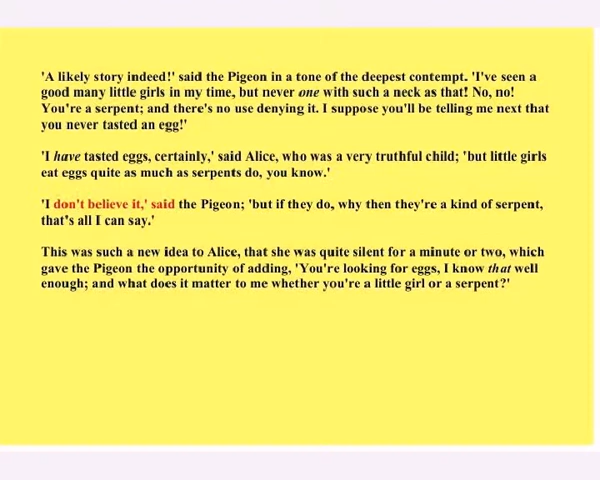 'A likely story indeed!' said the Pigeon in a tone of the deepest contempt. 'I've seen a
good many little girls in my time, but never one with such a neck as that! No, no!
You're a serpent; and there's no use denying it. I suppose you'll be telling me next that
you never tasted an egg!'
'I have tasted eggs, certainly,' said Alice, who was a very truthful child; 'but little girls
eat eggs quite as much as serpents do, you know.'
'I don't believe it,' said the Pigeon; 'but if they do, why then they're a kind of serpent,
that's all I can say.'
This was such a new idea to Alice, that she was quite silent for a minute or two, which
gave the Pigeon the opportunity of adding, 'You're looking for eggs, I know that well
enough; and what does it matter to me whether you're a little girl or a serpent?'